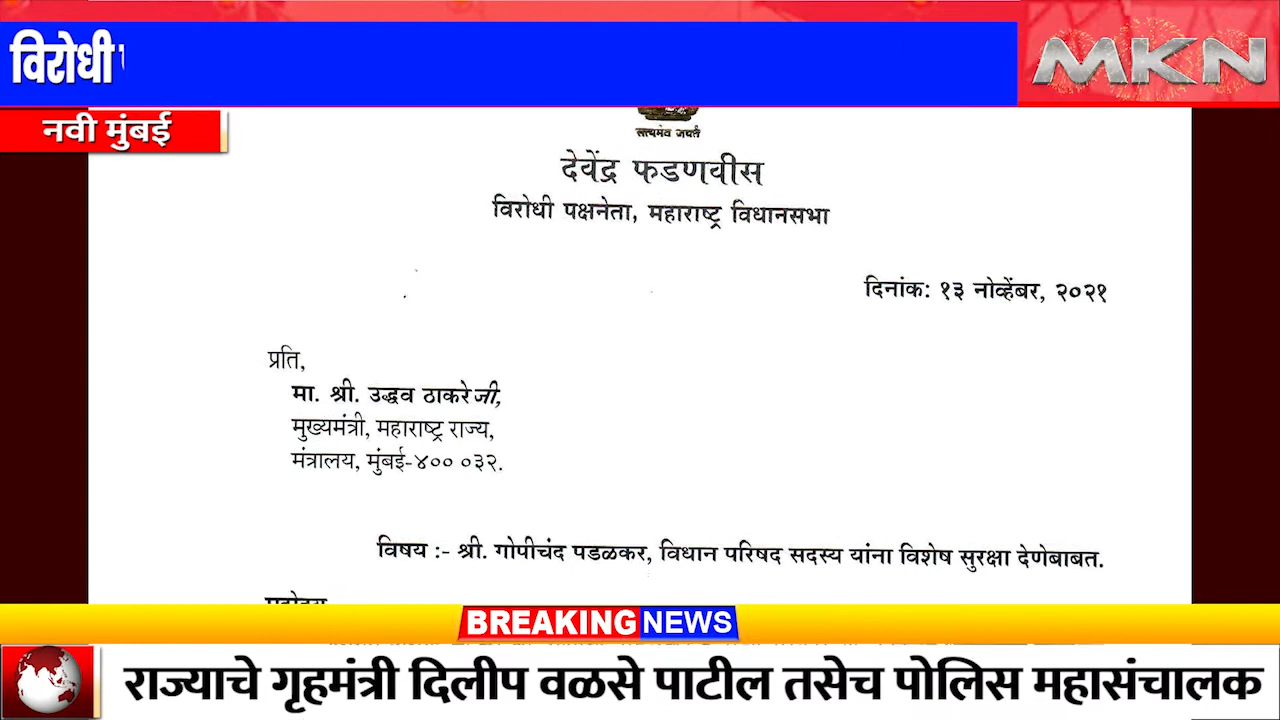 विरोधी
MKN
नवी मुंबई
सत्यमेव जयते
देवेंद्र फडणवीस
विरोधी पक्षनेता, महाराष्ट्र विधानसभा
दिनांक: १३ नोव्हेंबर, २०२१
प्रति,
मा. श्री. उद्धव ठाकरेजी,
मुख्यमंत्री, महाराष्ट्र राज्य,
मंत्रालय, मुंबई-४०० ०३२.
विषय :- श्री. गोपीचंद पडळकर, विधान परिषद सदस्य यांना विशेष सुरक्षा देणेबाबत.
BREAKING NEWS
राज्याचे गृहमंत्री दिलीप वळसे पाटील तसेच पोलिस महासंचालक